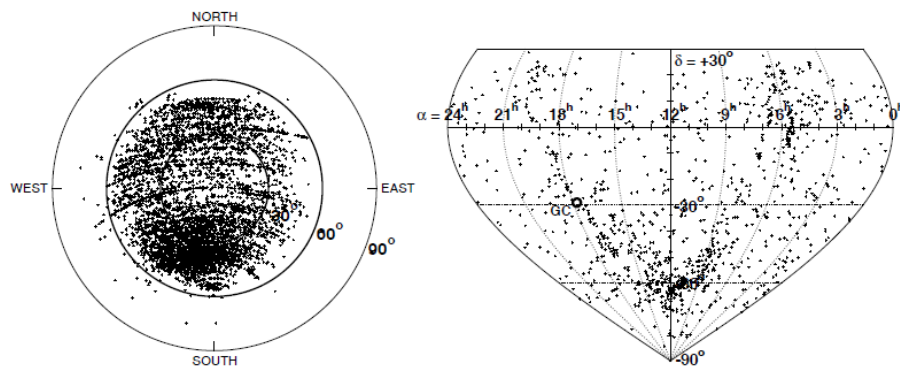 NORTH
WEST
EAST
30°
60°
90°
SOUTH
δ = +30°
α = 24h 21h 18h 15h 12h 9h 6h 3h 0h
-30°
GC
-60°
-90°